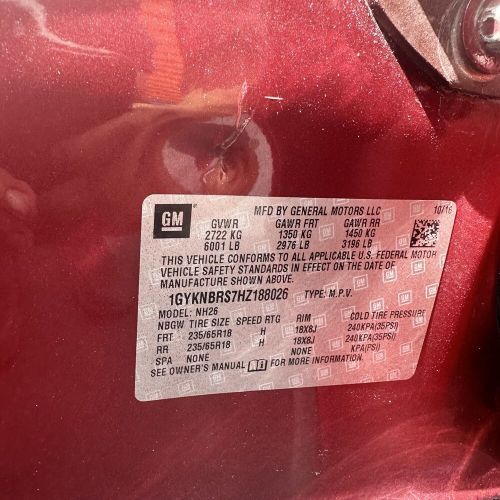 GM
MFD BY GENERAL MOTORS LLC 10/16
GVWR GAWR FRT GAWR RR
2722 KG 1350 KG 1450 KG
6001 LB 2976 LB 3196 LB
THIS VEHICLE CONFORMS TO ALL APPLICABLE U.S. FEDERAL MOTOR
VEHICLE SAFETY STANDARDS IN EFFECT ON THE DATE OF
MANUFACTURE SHOWN ABOVE.
1GYKNBRS7HZ188026 TYPE: M.P.V.
MODEL: NH26
NBGW TIRE SIZE SPEED RTG RIM COLD TIRE PRESSURE
FRT 235/65R18 H 18X8J 240KPA(35PSI)
RR 235/65R18 H 18X8J 240KPA(35PSI)
SPA NONE NONE KPA(PSI)
SEE OWNER'S MANUAL FOR MORE INFORMATION.